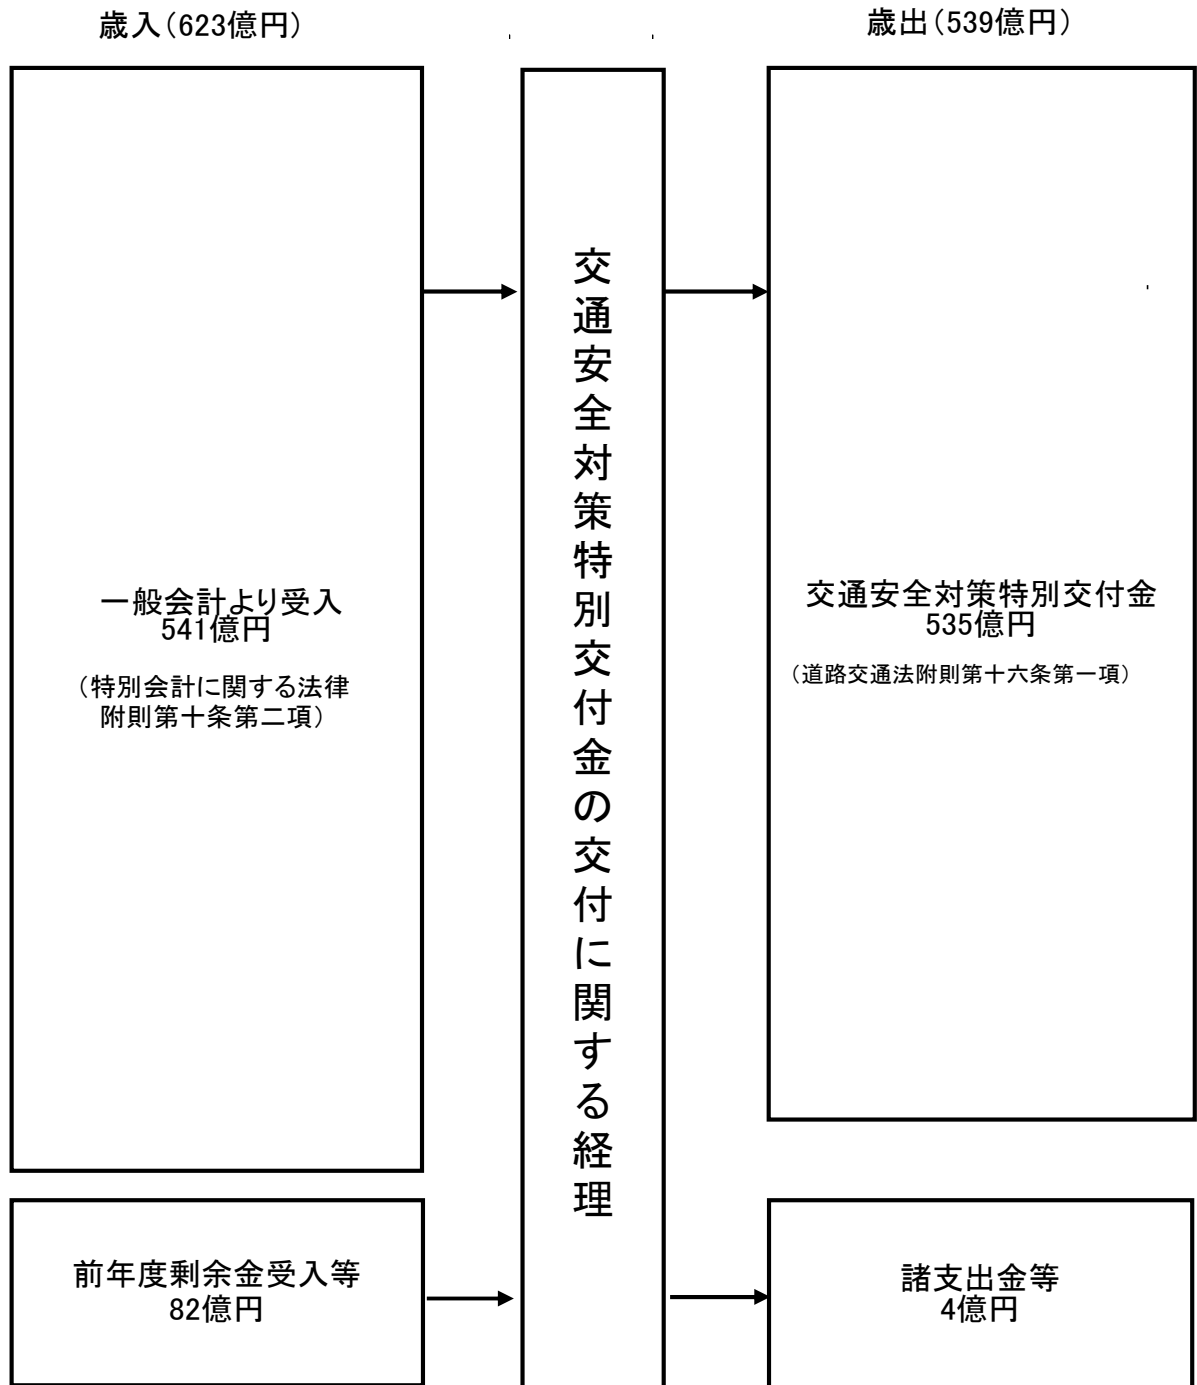 歳入（623億円）
一般会計より受入
541億円
（特別会計に関する法律
附則第十条第二項）
前年度剰余金受入等
82億円
交通安全対策特別交付金の交付に関する経理
歳出（539億円）
交通安全対策特別交付金
535億円
（道路交通法附則第十六条第一項）
諸支出金等
4億円